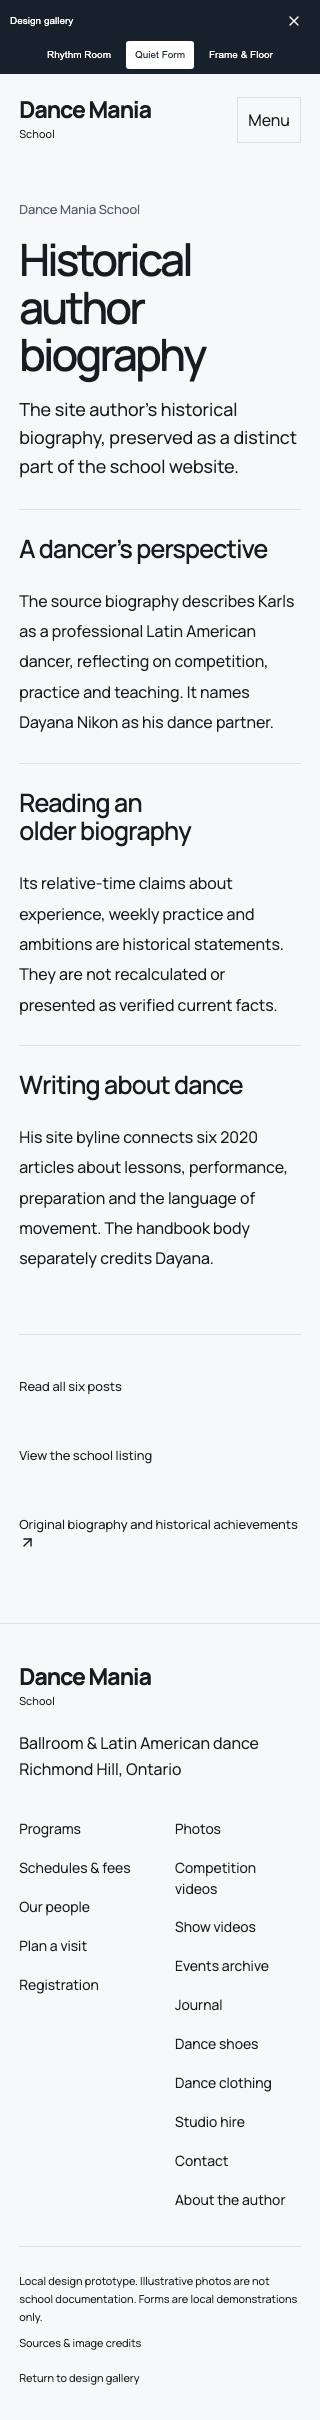 Design gallery
Rhythm Room
Quiet Form
Frame & Floor
Dance Mania
School
Menu
Dance Mania School
Historical
author
biography
The site author's historical
biography, preserved as a distinct
part of the school website.
A dancer's perspective
The source biography describes Karls
as a professional Latin American
dancer, reflecting on competition,
practice and teaching. It names
Dayana Nikon as his dance partner.
Reading an
older biography
Its relative-time claims about
experience, weekly practice and
ambitions are historical statements.
They are not recalculated or
presented as verified current facts.
Writing about dance
His site byline connects six 2020
articles about lessons, performance,
preparation and the language of
movement. The handbook body
separately credits Dayana.
Read all six posts
View the school listing
Original biography and historical achievements
Dance Mania
School
Ballroom & Latin American dance
Richmond Hill, Ontario
Programs
Schedules & fees
Our people
Plan a visit
Registration
Photos
Competition
videos
Show videos
Events archive
Journal
Dance shoes
Dance clothing
Studio hire
Contact
About the author
Local design prototype. Illustrative photos are not
school documentation. Forms are local demonstrations
only.
Sources & image credits
Return to design gallery